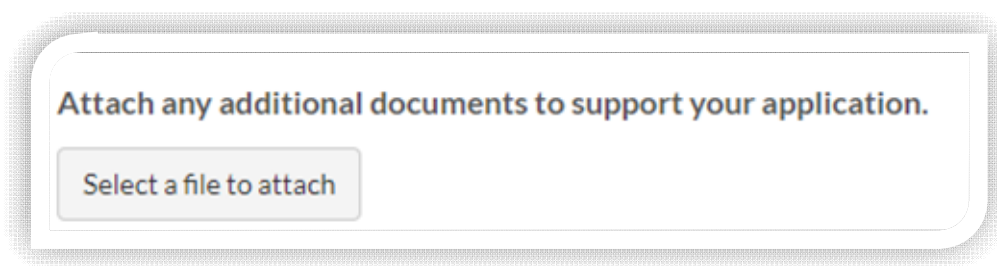 Attach any additional documents to support your application.
Select a file to attach